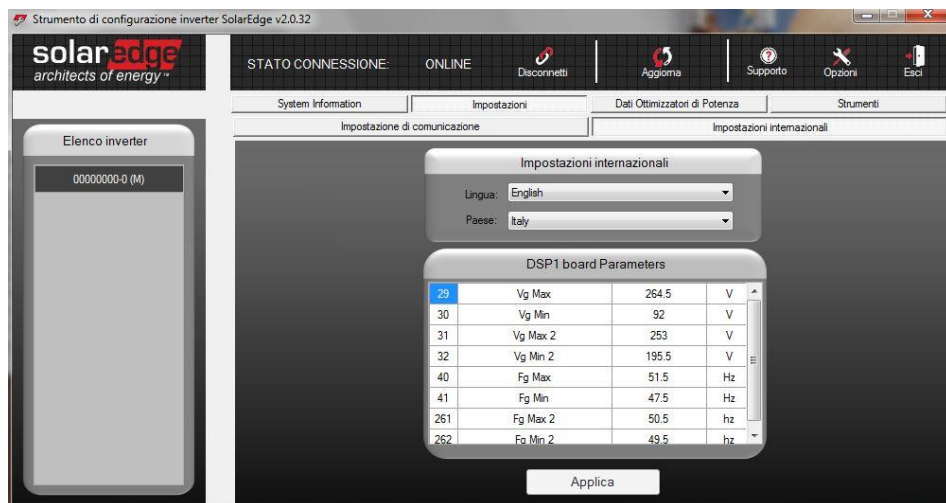 Strumento di configurazione inverter SolarEdge v2.0.32
solaredge
architects of energy™
STATO CONNESSIONE: ONLINE Disconnetti Aggiorna Supporto Opzioni Esci
System Information Impostazioni Dati Ottimizzatori di Potenza Strumenti
Impostazione di comunicazione Impostazioni internazionali
Elenco inverter
00000000-0 (M)
Impostazioni internazionali
Lingua: English
Paese: Italy
DSP1 board Parameters
29 Vg Max 264.5 V
30 Vg Min 92 V
31 Vg Max 2 253 V
32 Vg Min 2 195.5 V
40 Fg Max 51.5 Hz
41 Fg Min 47.5 Hz
261 Fg Max 2 50.5 hz
262 Fg Min 2 49.5 hz
Applica